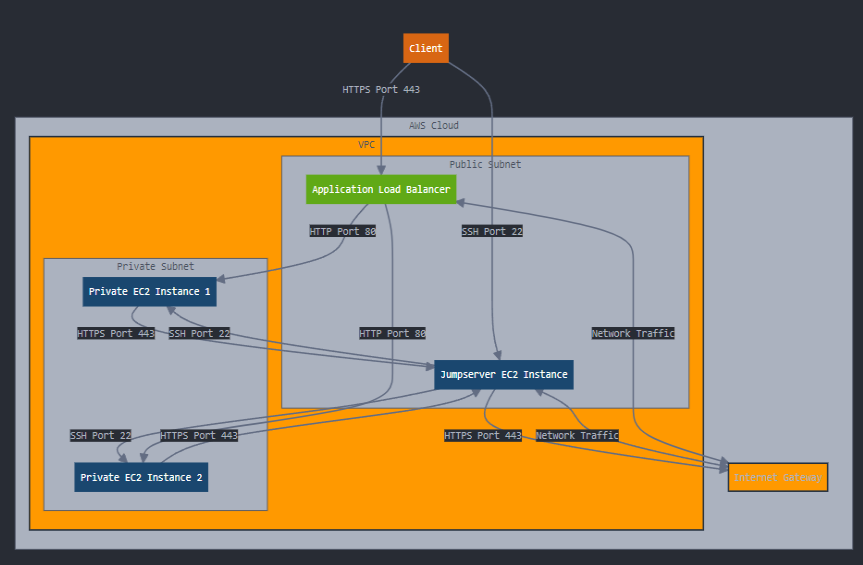 Client
HTTPS Port 443
AWS Cloud
VPC
Public Subnet
Application Load Balancer
HTTP Port 80
SSH Port 22
Private Subnet
Private EC2 Instance 1
HTTPS Port 443
SSH Port 22
HTTP Port 80
Network Traffic
Jumpserver EC2 Instance
SSH Port 22
HTTPS Port 443
HTTPS Port 443
Network Traffic
Private EC2 Instance 2
Internet Gateway